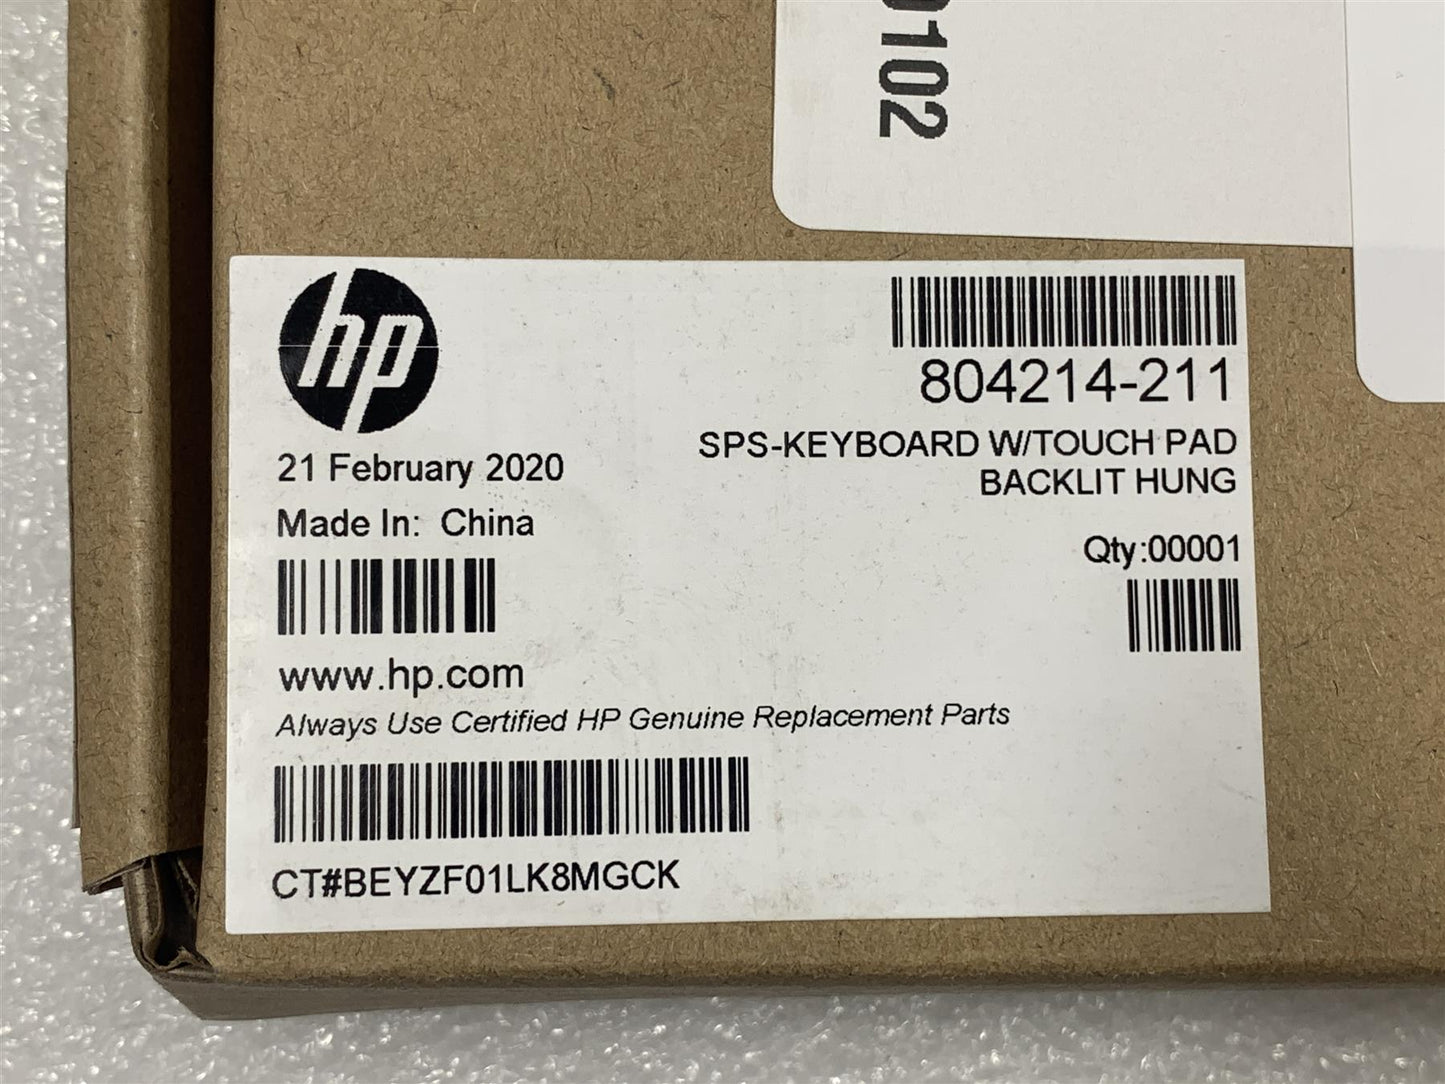 0102
hp
804214-211
SPS-KEYBOARD W/TOUCH PAD
BACKLIT HUNG
21 February 2020
Made In: China
Qty:00001
www.hp.com
Always Use Certified HP Genuine Replacement Parts
CT#BEYZF01LK8MGCK